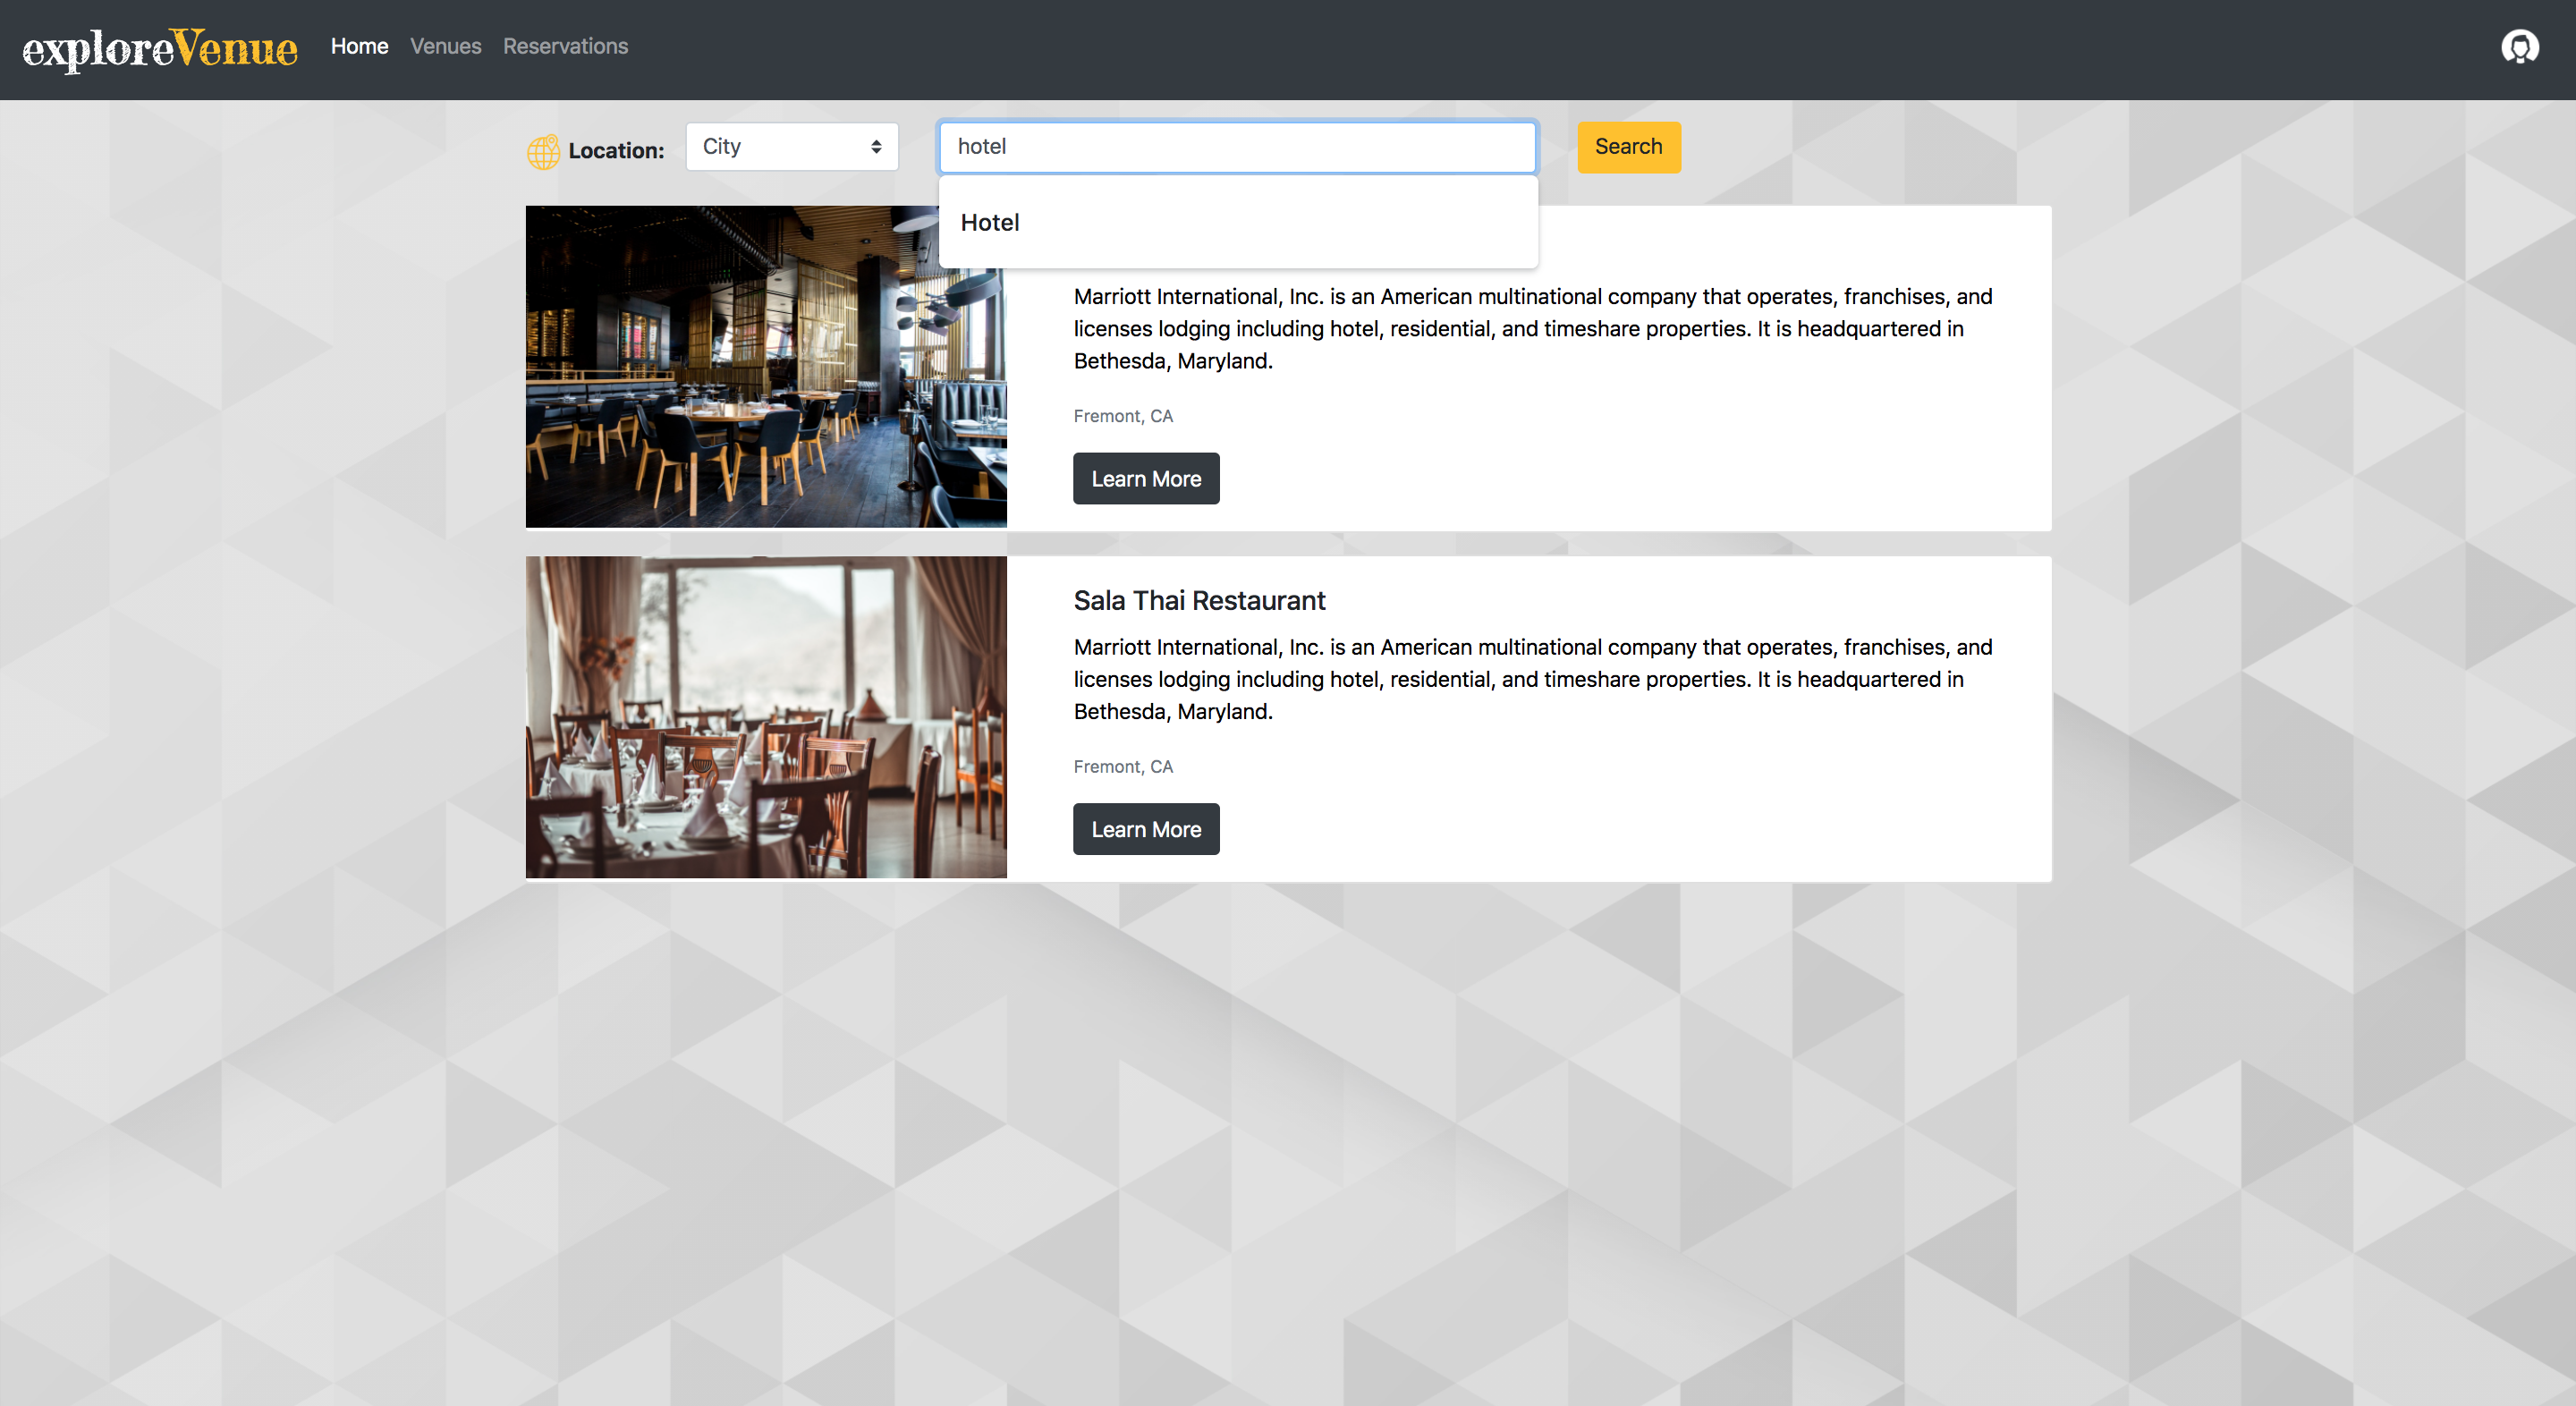 exploreVenue Home Venues Reservations
Location: City hotel Search
Hotel
Marriott International, Inc. is an American multinational company that operates, franchises, and
licenses lodging including hotel, residential, and timeshare properties. It is headquartered in
Bethesda, Maryland.
Fremont, CA
Learn More
Sala Thai Restaurant
Marriott International, Inc. is an American multinational company that operates, franchises, and
licenses lodging including hotel, residential, and timeshare properties. It is headquartered in
Bethesda, Maryland.
Fremont, CA
Learn More